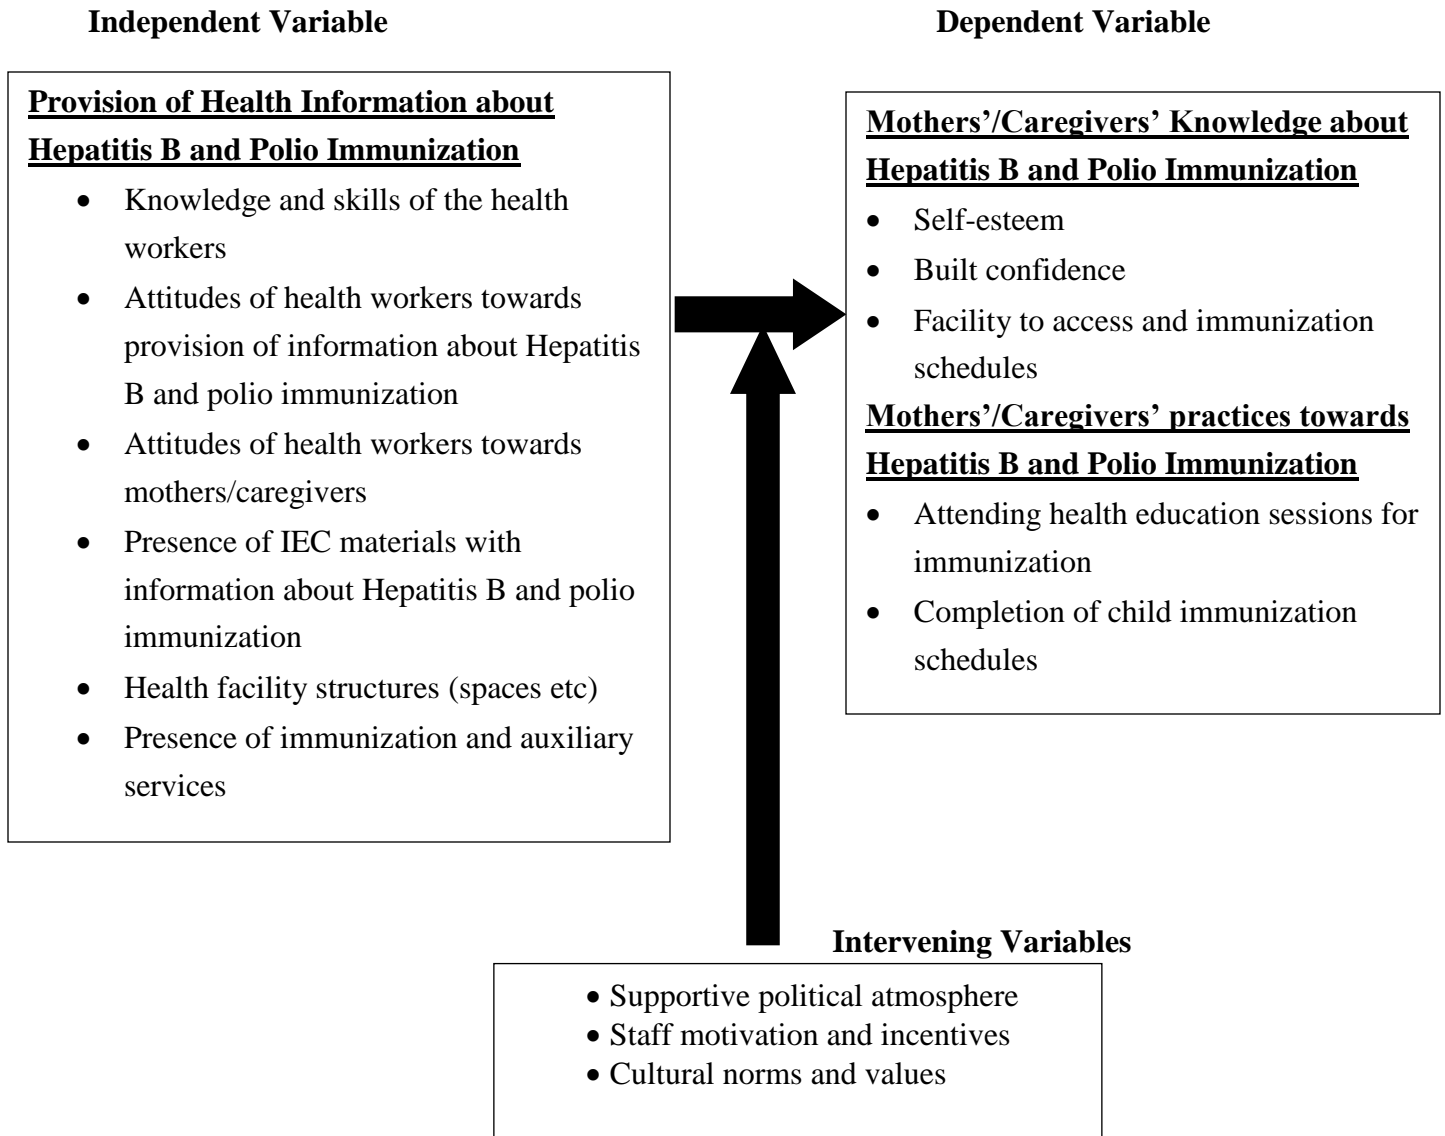 Independent Variable
Dependent Variable
Provision of Health Information about
Hepatitis B and Polio Immunization
• Knowledge and skills of the health
workers
• Attitudes of health workers towards
provision of information about Hepatitis
B and polio immunization
• Attitudes of health workers towards
mothers/caregivers
• Presence of IEC materials with
information about Hepatitis B and polio
immunization
• Health facility structures (spaces etc)
• Presence of immunization and auxiliary
services
Mothers’/Caregivers’ Knowledge about
Hepatitis B and Polio Immunization
• Self-esteem
• Built confidence
• Facility to access and immunization
schedules
Mothers’/Caregivers’ practices towards
Hepatitis B and Polio Immunization
• Attending health education sessions for
immunization
• Completion of child immunization
schedules
Intervening Variables
• Supportive political atmosphere
• Staff motivation and incentives
• Cultural norms and values